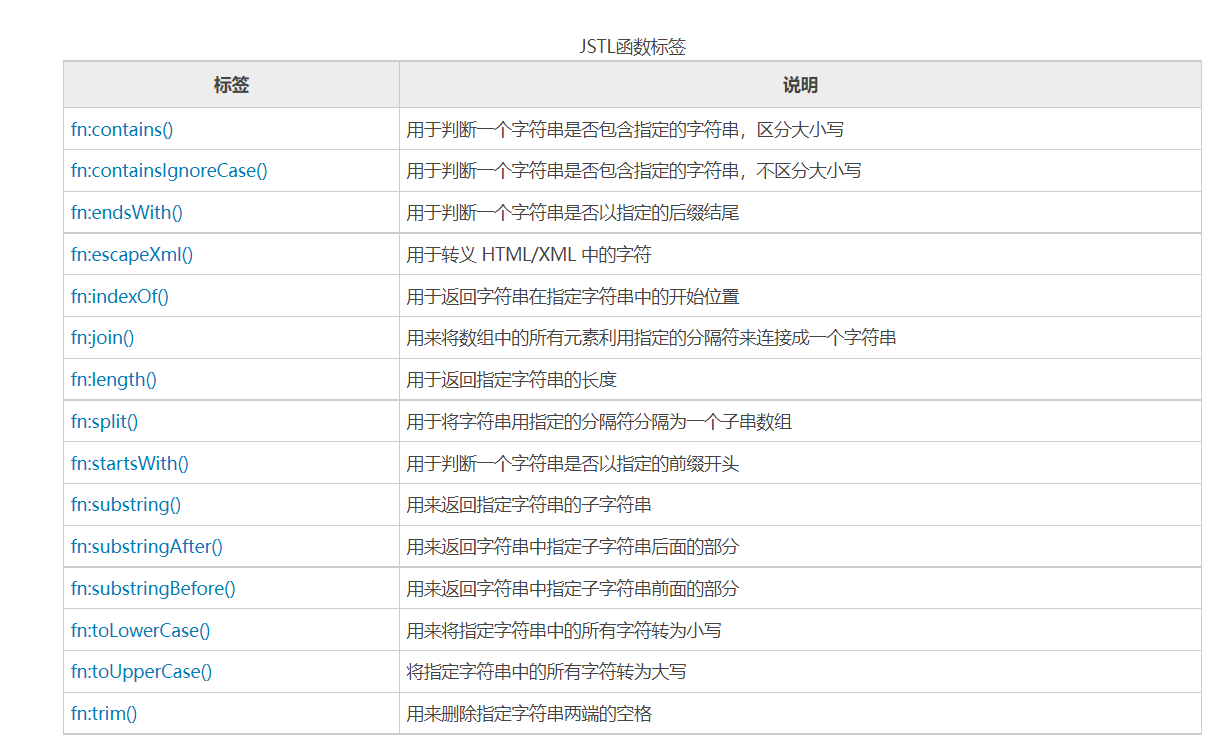 JSTL函数标签
标签 说明
fn:contains() 用于判断一个字符串是否包含指定的字符串，区分大小写
fn:containsIgnoreCase() 用于判断一个字符串是否包含指定的字符串，不区分大小写
fn:endsWith() 用于判断一个字符串是否以指定的后缀结尾
fn:escapeXml() 用于转义 HTML/XML 中的字符
fn:indexOf() 用于返回字符串在指定字符串中的开始位置
fn:join() 用来将数组中的所有元素利用指定的分隔符来连接成一个字符串
fn:length() 用于返回指定字符串的长度
fn:split() 用于将字符串用指定的分隔符分隔为一个子串数组
fn:startsWith() 用于判断一个字符串是否以指定的前缀开头
fn:substring() 用来返回指定字符串的子字符串
fn:substringAfter() 用来返回字符串中指定子字符串后面的部分
fn:substringBefore() 用来返回字符串中指定子字符串前面的部分
fn:toLowerCase() 用来将指定字符串中的所有字符转为小写
fn:toUpperCase() 将指定字符串中的所有字符转为大写
fn:trim() 用来删除指定字符串两端的空格